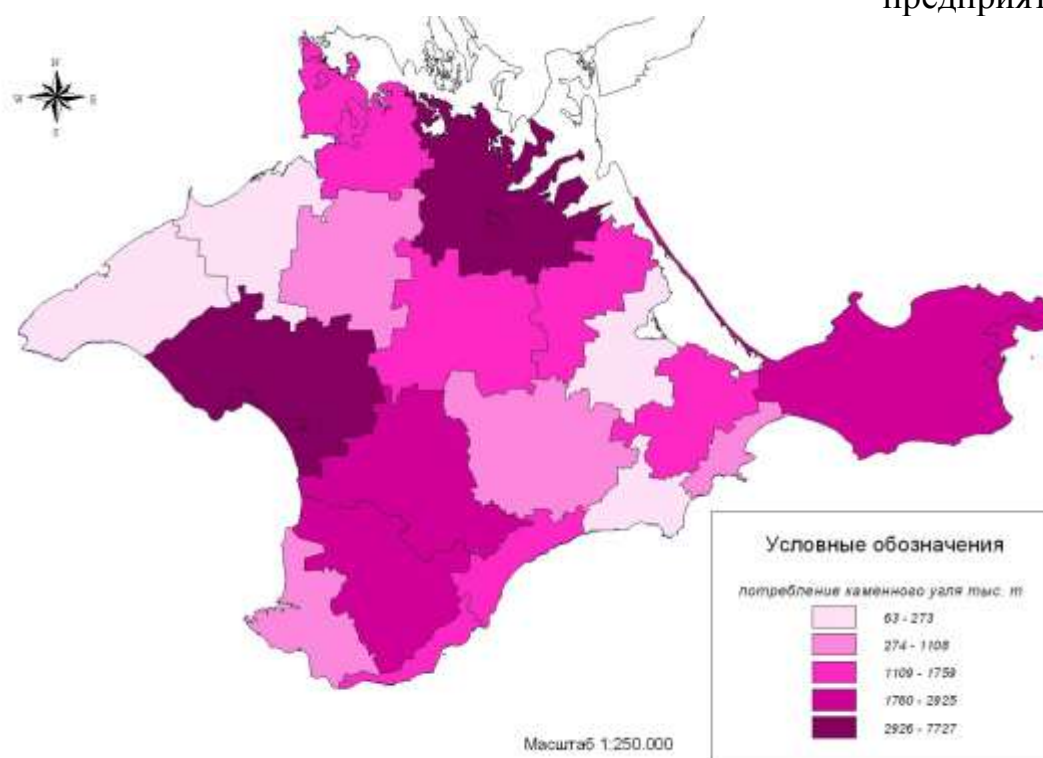 предприят
N
W E
S
Условные обозначения
потребление каменного угля тыс. т
63 - 273
274 - 1108
1109 - 1759
1760 - 2925
2926 - 7727
Масштаб 1:250.000